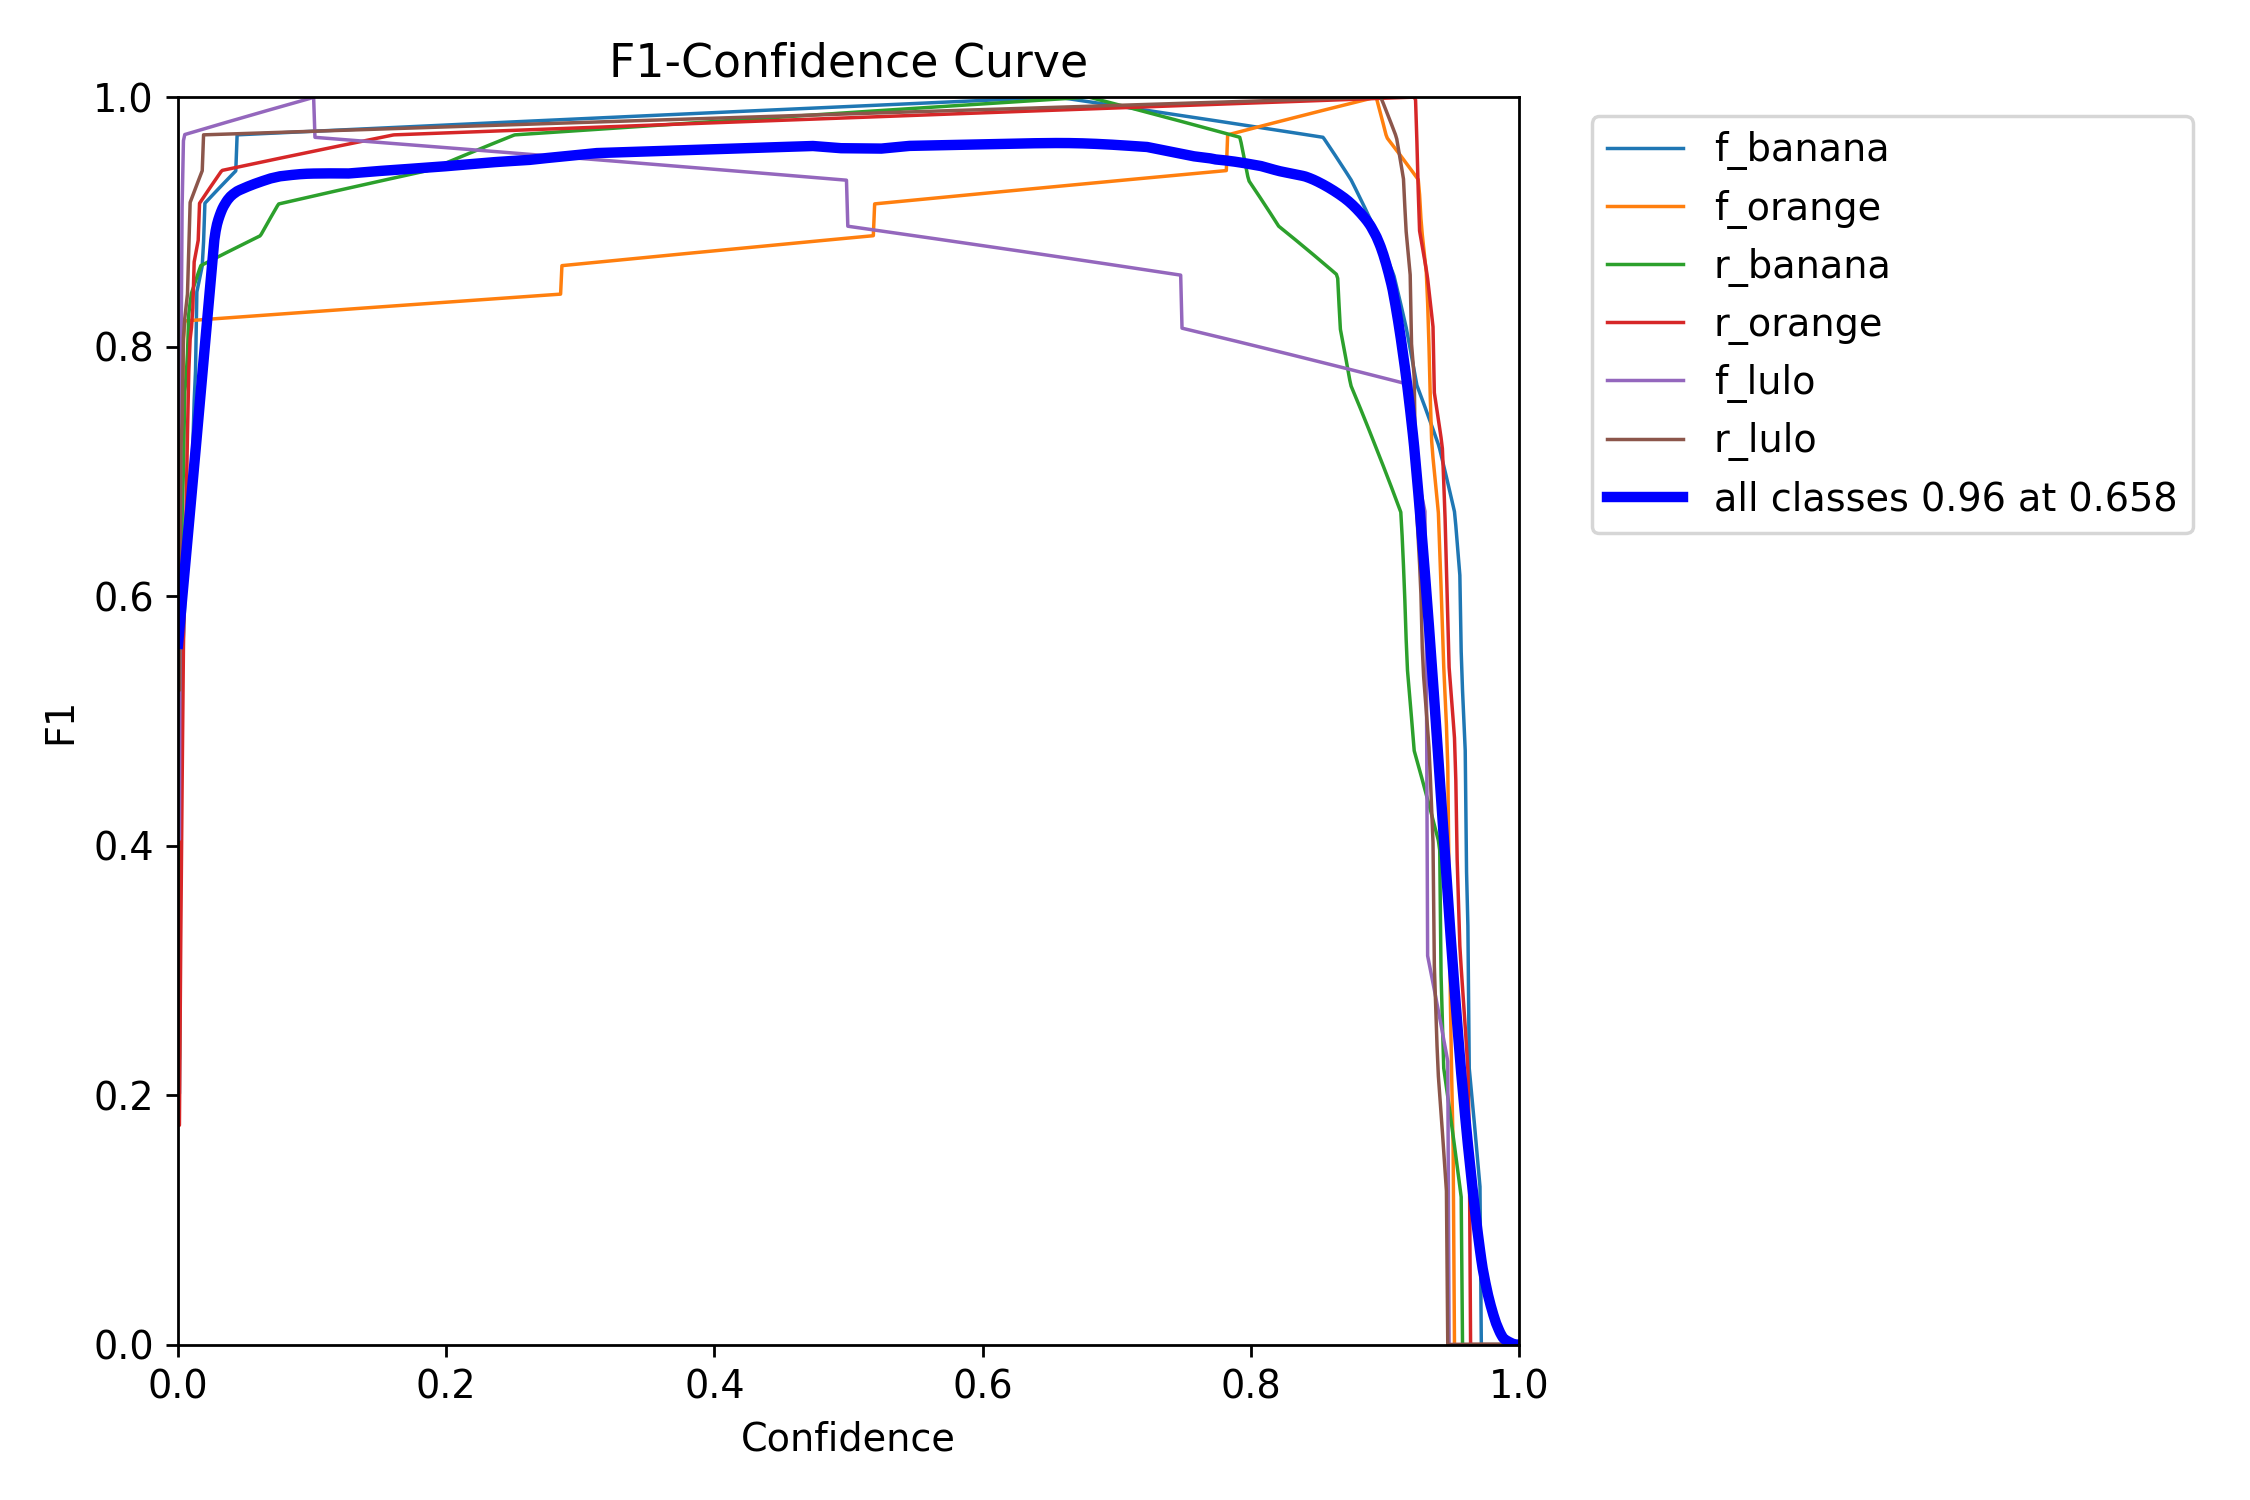 F1-Confidence Curve
1.0
0.8
0.6
0.4
0.2
0.0
F1
0.0 0.2 0.4 0.6 0.8 1.0
Confidence
f_banana
f_orange
r_banana
r_orange
f_lulo
r_lulo
all classes 0.96 at 0.658